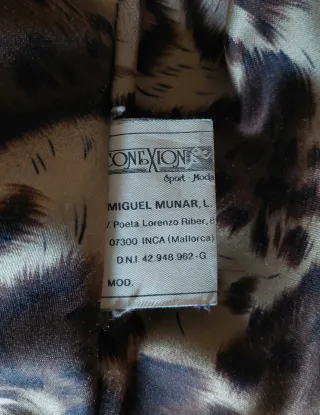 CONEXION
Sport - Moda
MIGUEL MUNAR, L.
/ Poeta Lorenzo Riber, 8
07300 INCA (Mallorca)
D.N.I. 42.948.962-G
MOD.